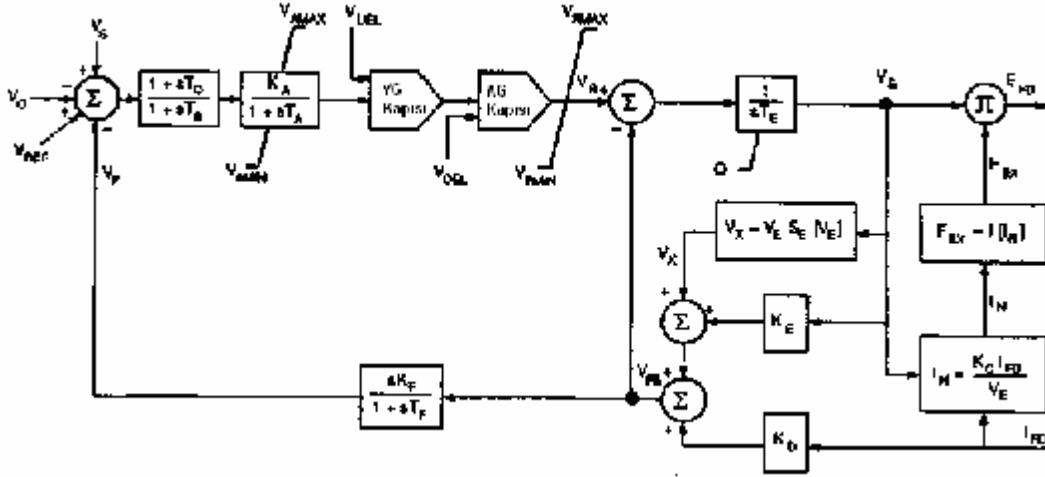 V_S
V_C
V_REF
V_F
Σ
1 + sT_C
1 + sT_B
V_AMAX
K_A
1 + sT_A
V_AMIN
V_UEL
YG
Kapısı
AG
Kapısı
V_OEL
V_RMAX
V_R
V_RMIN
Σ
1
sT_E
0
V_E
π
E_FD
F_EX
V_X = V_E S_E [V_E]
F_EX = f [I_N]
V_X
I_N
Σ
K_E
I_N = K_C I_FD
V_E
V_FE
Σ
sK_F
1 + sT_F
K_D
I_FD